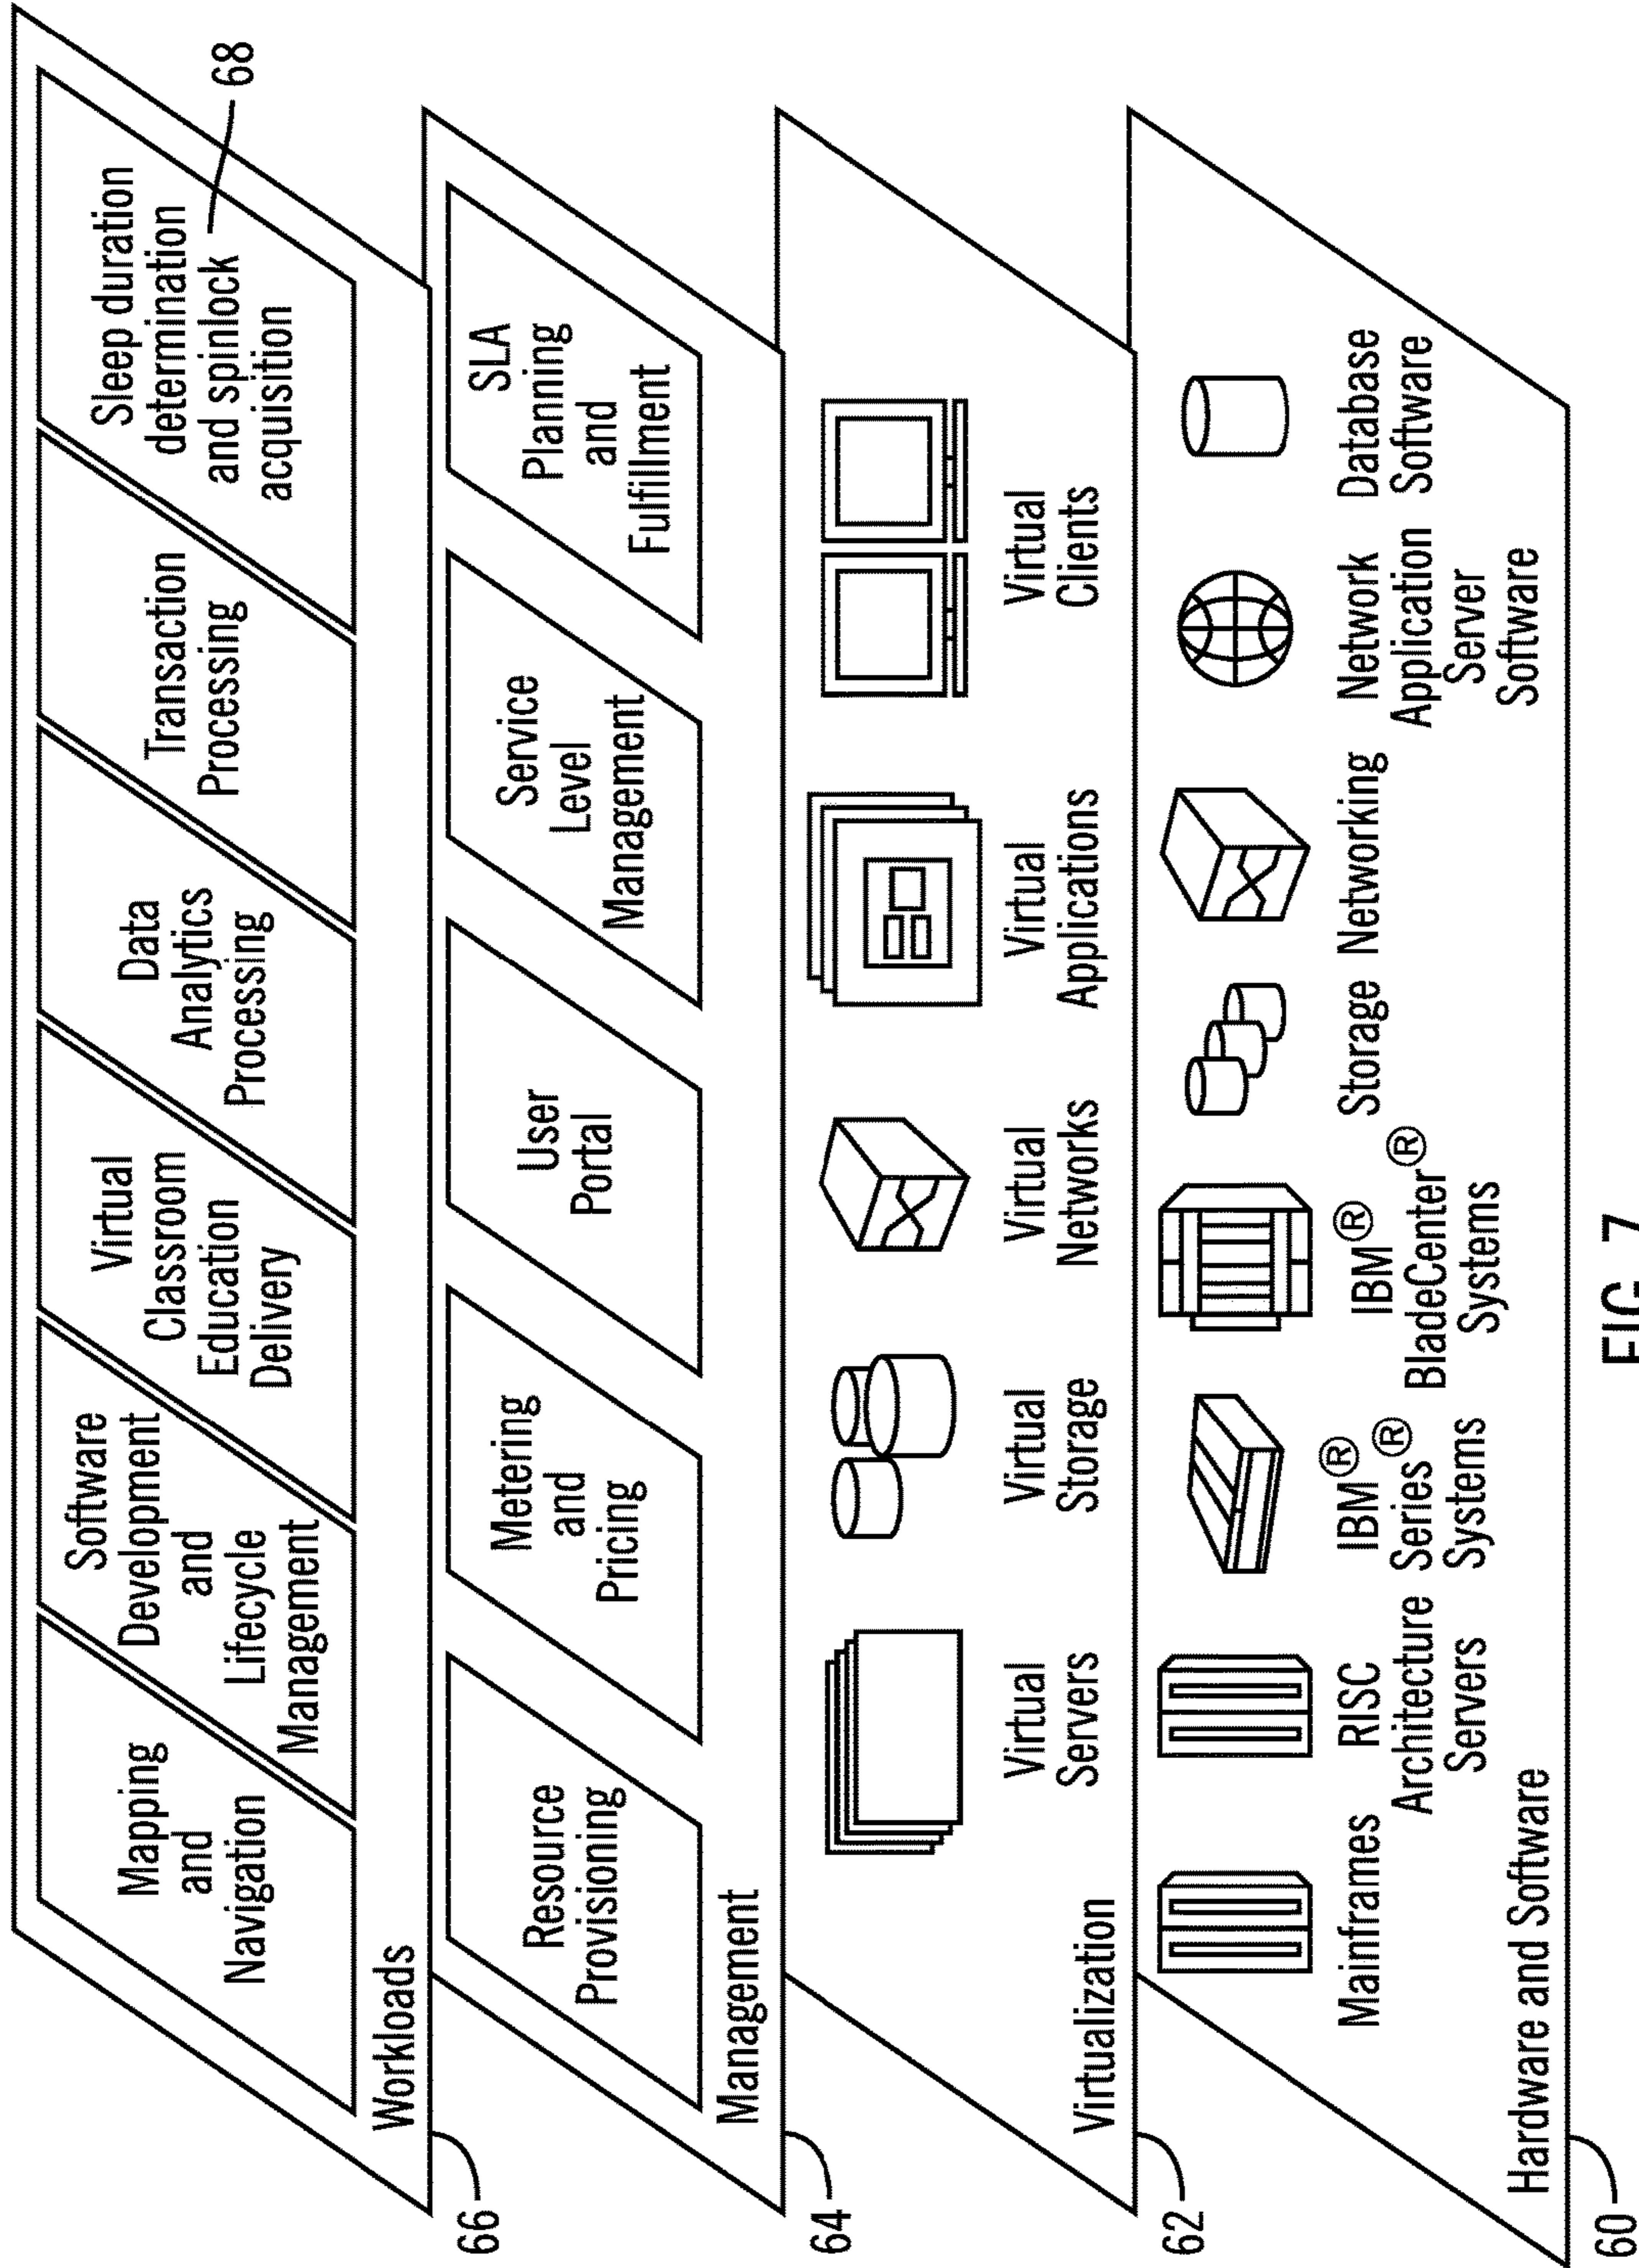 Mapping
and
Navigation
Software
Development
and
Lifecycle
Management
Virtual
Classroom
Education
Delivery
Data
Analytics
Processing
Transaction
Processing
Sleep duration
determination
and spinlock
acquisition
68
Workloads
66
Resource
Provisioning
Metering
and
Pricing
User
Portal
Service
Level
Management
SLA
Planning
and
Fulfillment
Management
64
Virtual
Servers
Virtual
Storage
Virtual
Networks
Virtual
Applications
Virtual
Clients
Virtualization
62
Mainframes
RISC
Architecture
Servers
IBM®
Series®
Systems
IBM®
BladeCenter®
Systems
Storage
Networking
Network
Application
Server
Software
Database
Software
Hardware and Software
60
FIG. 7